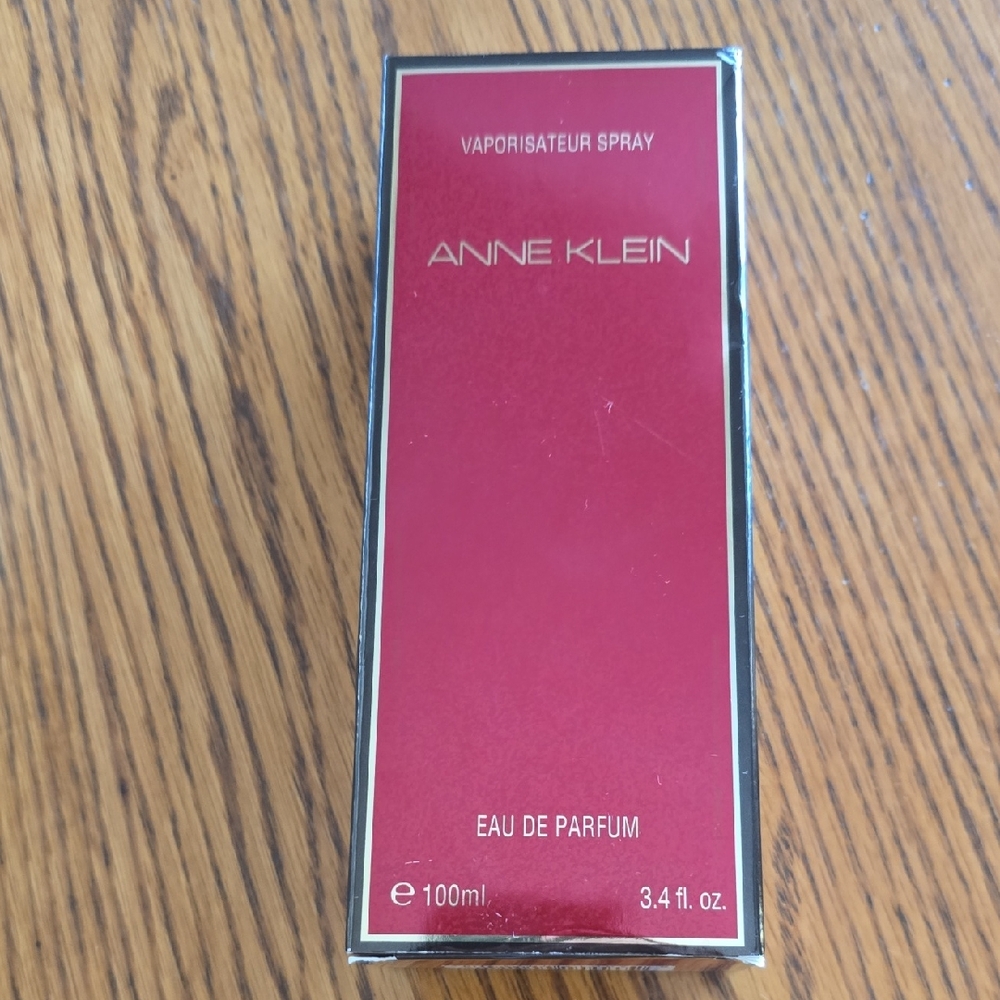 VAPORISATEUR SPRAY
ANNE KLEIN
EAU DE PARFUM
℮ 100ml 3.4 fl. oz.